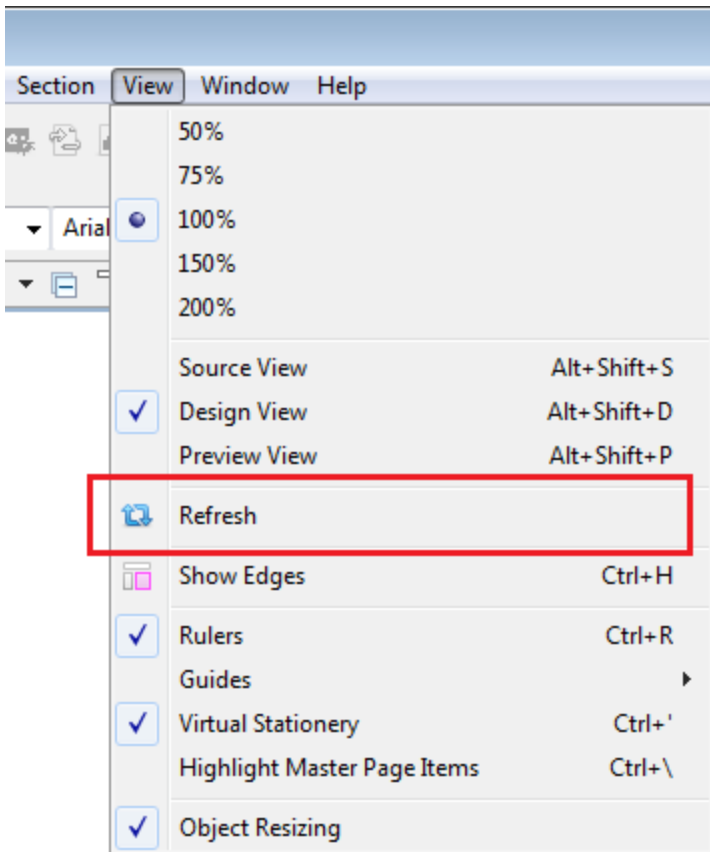 Section View Window Help
50%
75%
Arial 100%
150%
200%
Source View Alt+Shift+S
Design View Alt+Shift+D
Preview View Alt+Shift+P
Refresh
Show Edges Ctrl+H
Rulers Ctrl+R
Guides
Virtual Stationery Ctrl+'
Highlight Master Page Items Ctrl+\
Object Resizing